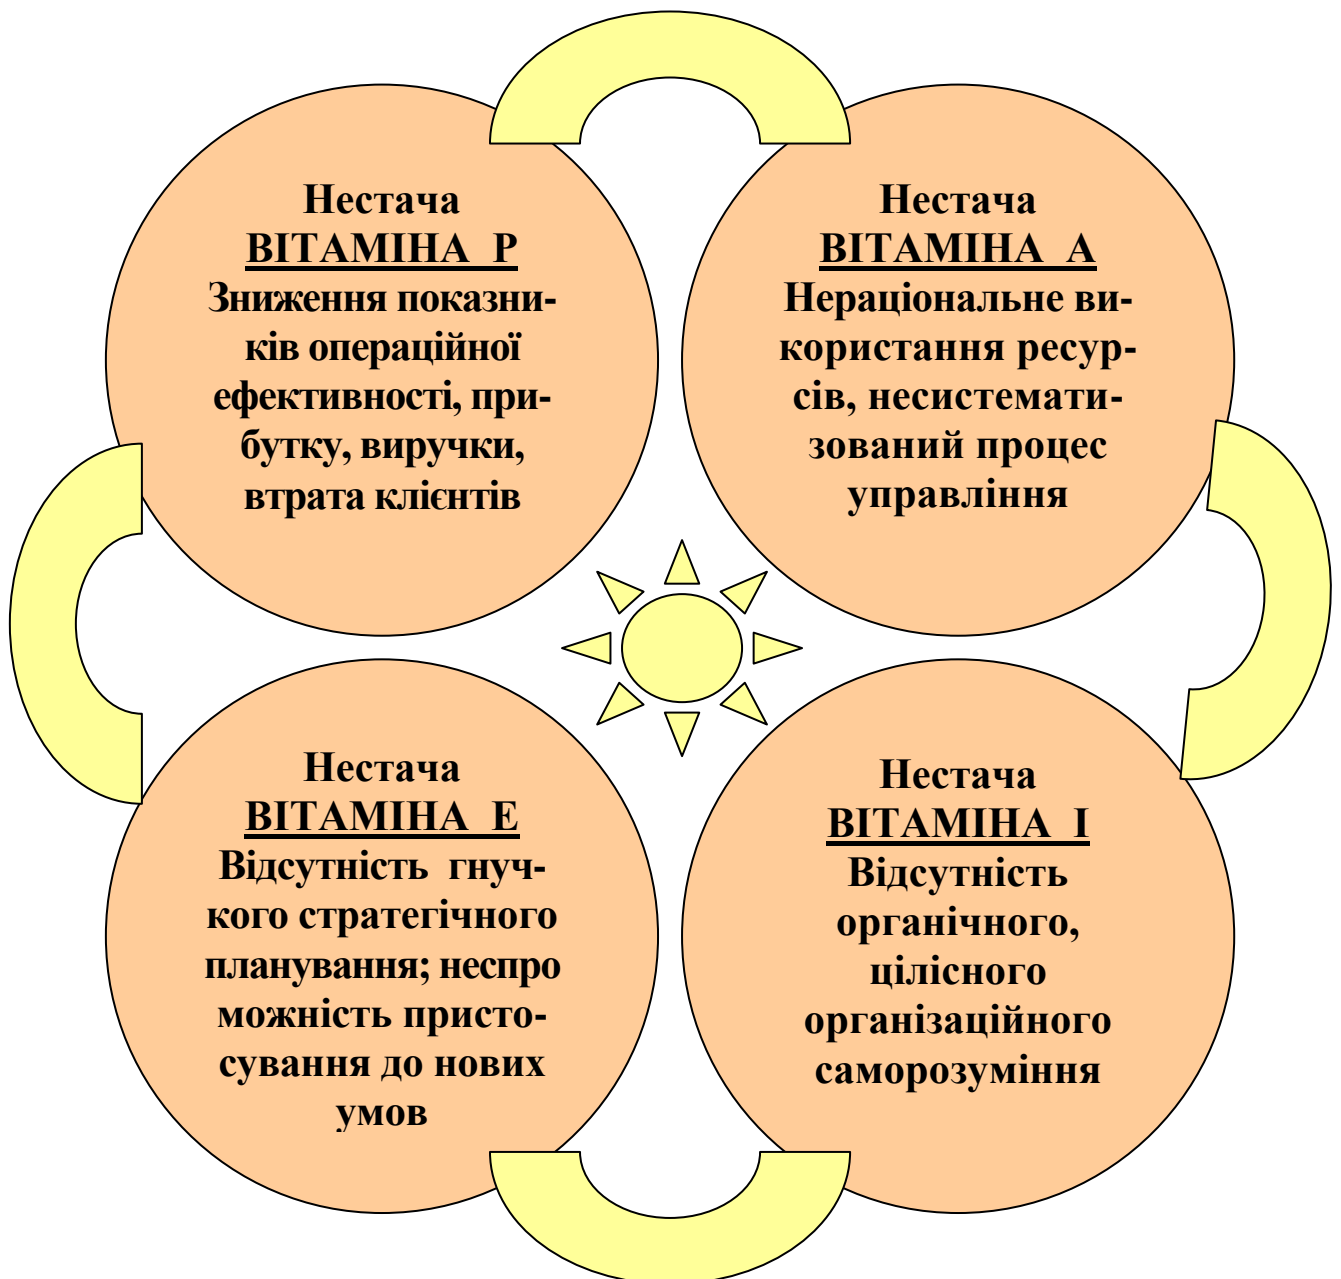 Нестача
ВІТАМІНА Р
Зниження показни-
ків операційної
ефективності, при-
бутку, виручки,
втрата клієнтів
Нестача
ВІТАМІНА А
Нераціональне ви-
користання ресур-
сів, несистемати-
зований процес
управління
Нестача
ВІТАМІНА Е
Відсутність гнуч-
кого стратегічного
планування; неспро
можність присто-
сування до нових
умов
Нестача
ВІТАМІНА І
Відсутність
органічного,
цілісного
організаційного
саморозуміння